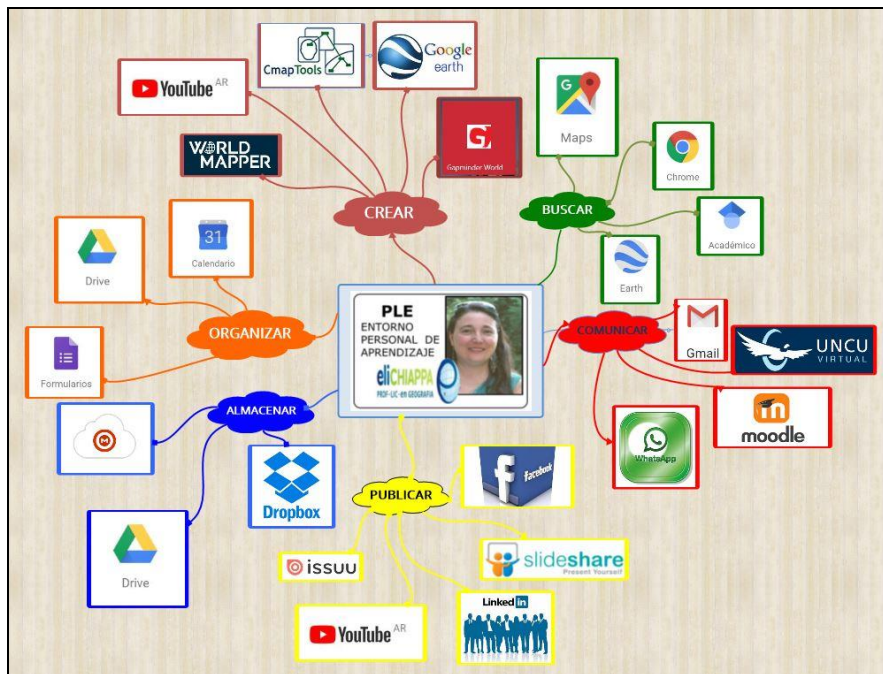 CmapTools
Google
earth
YouTube AR
WORLD
MAPPER
G
Gapminder World
CREAR
G
Maps
Chrome
BUSCAR
Académico
Earth
31
Calendario
Drive
ORGANIZAR
Formularios
PLE
ENTORNO
PERSONAL DE
APRENDIZAJE
eliCHIAPPA
PROF-LIC-en GEOGRAFIA
COMUNICAR
Gmail
UNCU
VIRTUAL
moodle
WhatsApp
ALMACENAR
M
Dropbox
Drive
PUBLICAR
f
facebook
issuu
slideshare
Present Yourself
YouTube AR
Linked in